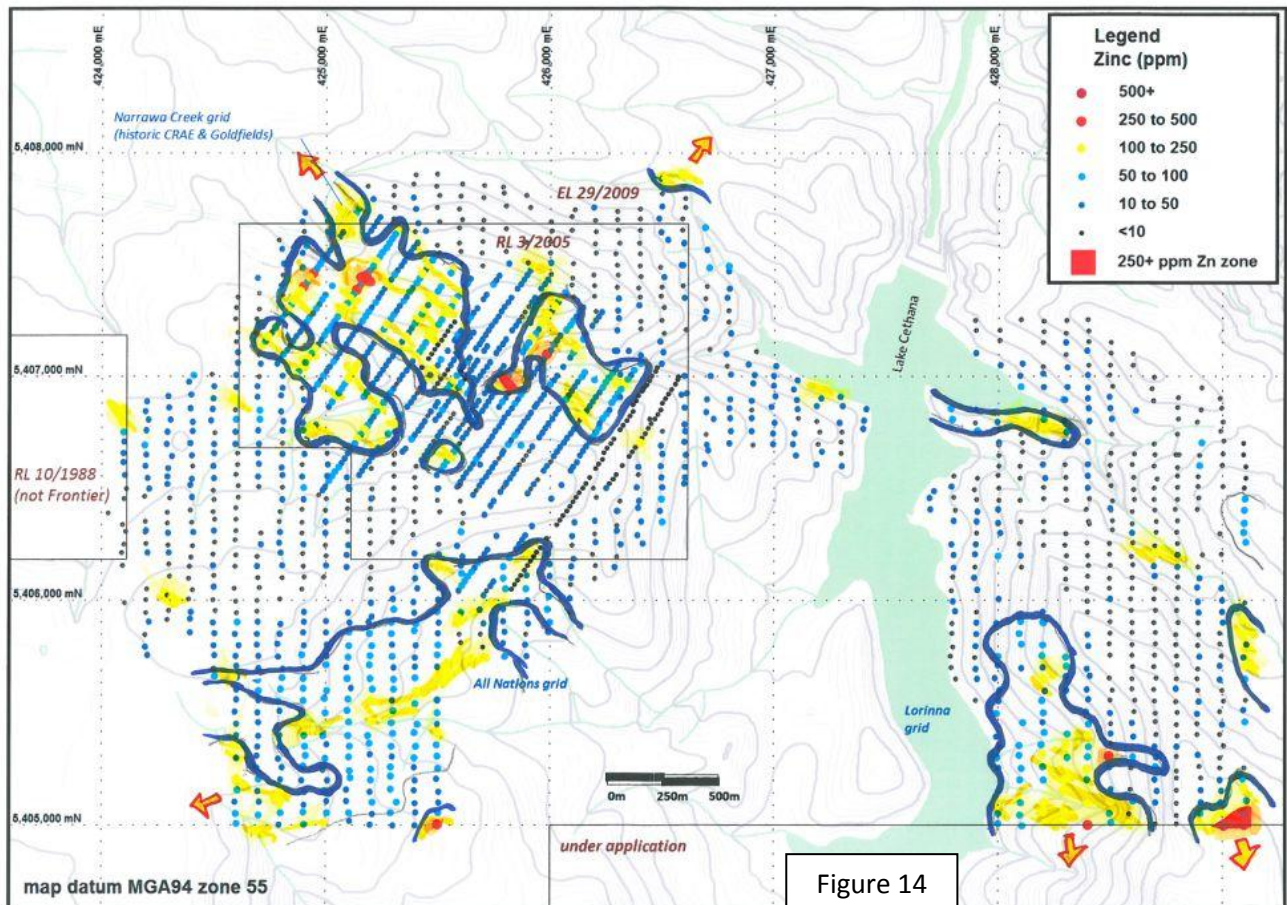 424,000 mE
425,000 mE
426,000 mE
427,000 mE
428,000 mE
Legend
Zinc (ppm)
500+
250 to 500
100 to 250
50 to 100
10 to 50
<10
250+ ppm Zn zone
Narrawa Creek grid
(historic CRAE & Goldfields)
5,408,000 mN
EL 29/2009
RL 3/2005
Lake Cethana
5,407,000 mN
RL 10/1988
(not Frontier)
5,406,000 mN
All Nations grid
Lorinna
grid
0m 250m 500m
5,405,000 mN
under application
map datum MGA94 zone 55
Figure 14